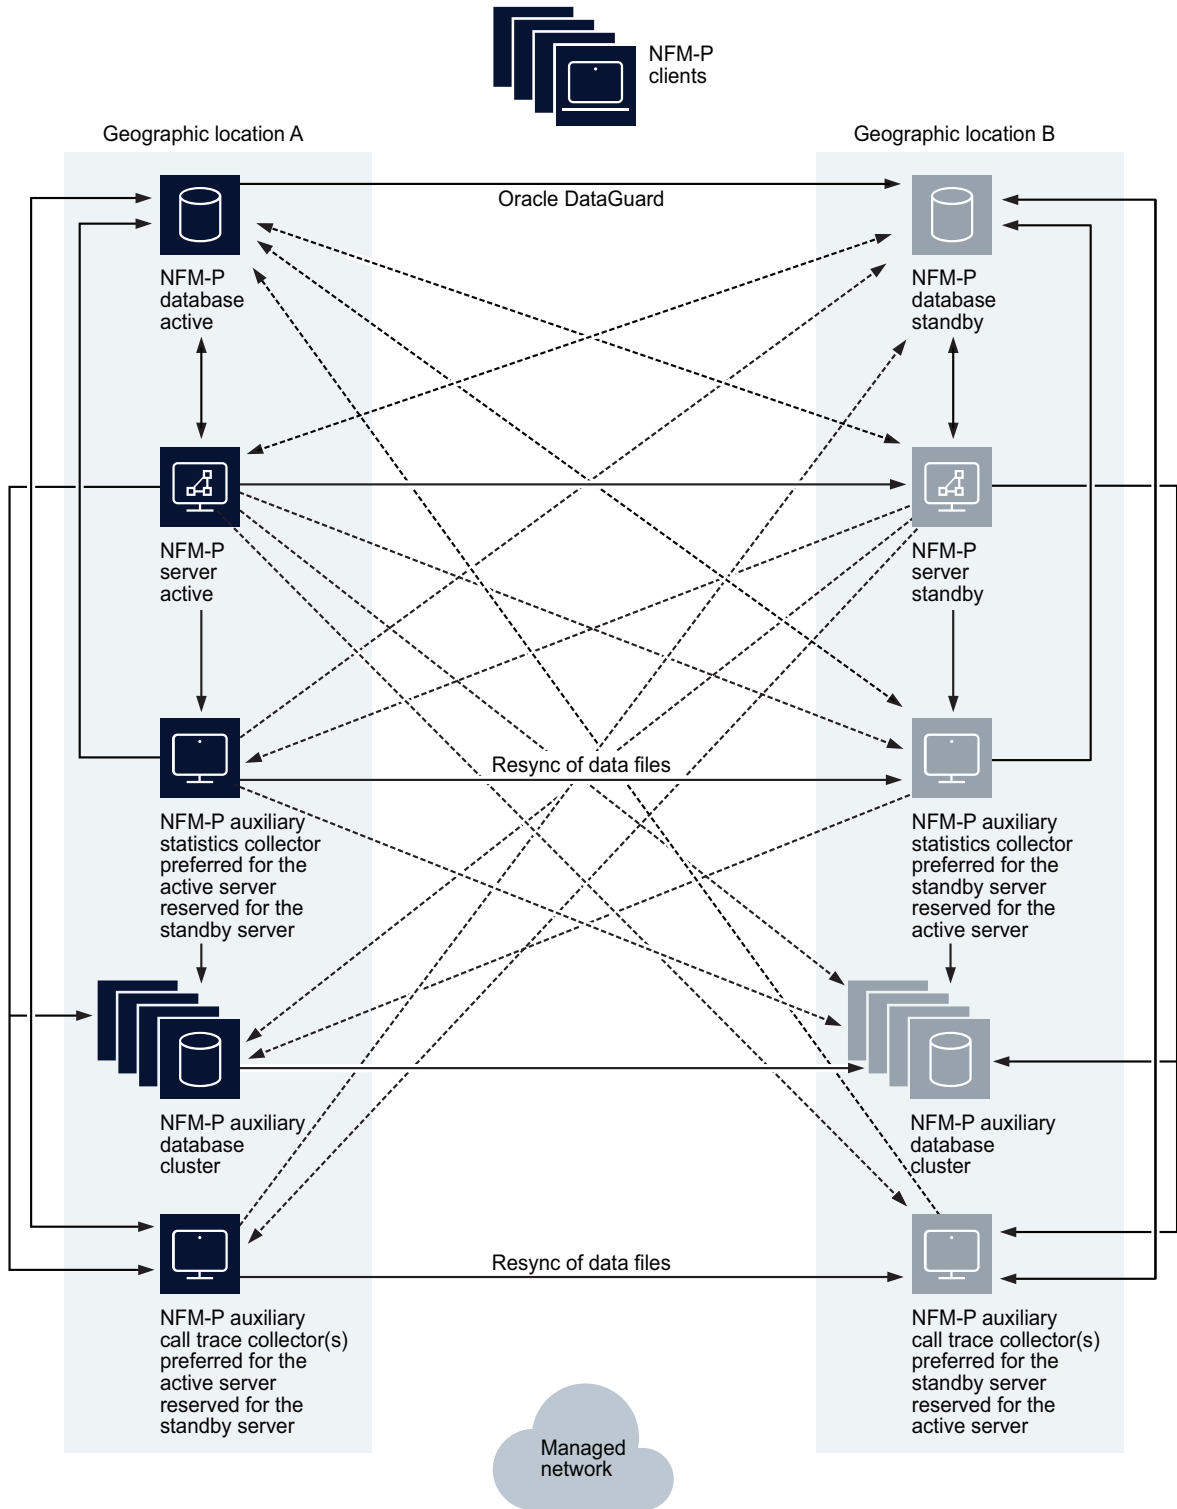 NFM-P
clients
Geographic location A
Geographic location B
Oracle DataGuard
NFM-P
database
active
NFM-P
database
standby
NFM-P
server
active
NFM-P
server
standby
Resync of data files
NFM-P auxiliary
statistics collector
preferred for the
active server
reserved for the
standby server
NFM-P auxiliary
statistics collector
preferred for the
standby server
reserved for the
active server
NFM-P auxiliary
database
cluster
NFM-P auxiliary
database
cluster
Resync of data files
NFM-P auxiliary
call trace collector(s)
preferred for the
active server
reserved for the
standby server
NFM-P auxiliary
call trace collector(s)
preferred for the
standby server
reserved for the
active server
Managed
network